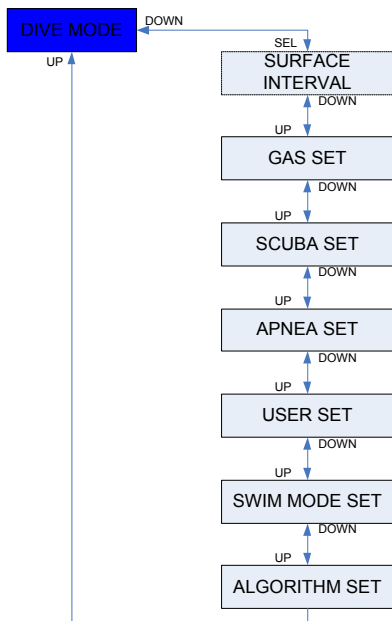 DIVE MODE
DOWN
UP
SEL
SURFACE
INTERVAL
DOWN
UP
GAS SET
DOWN
UP
SCUBA SET
DOWN
UP
APNEA SET
DOWN
UP
USER SET
DOWN
UP
SWIM MODE SET
DOWN
UP
ALGORITHM SET